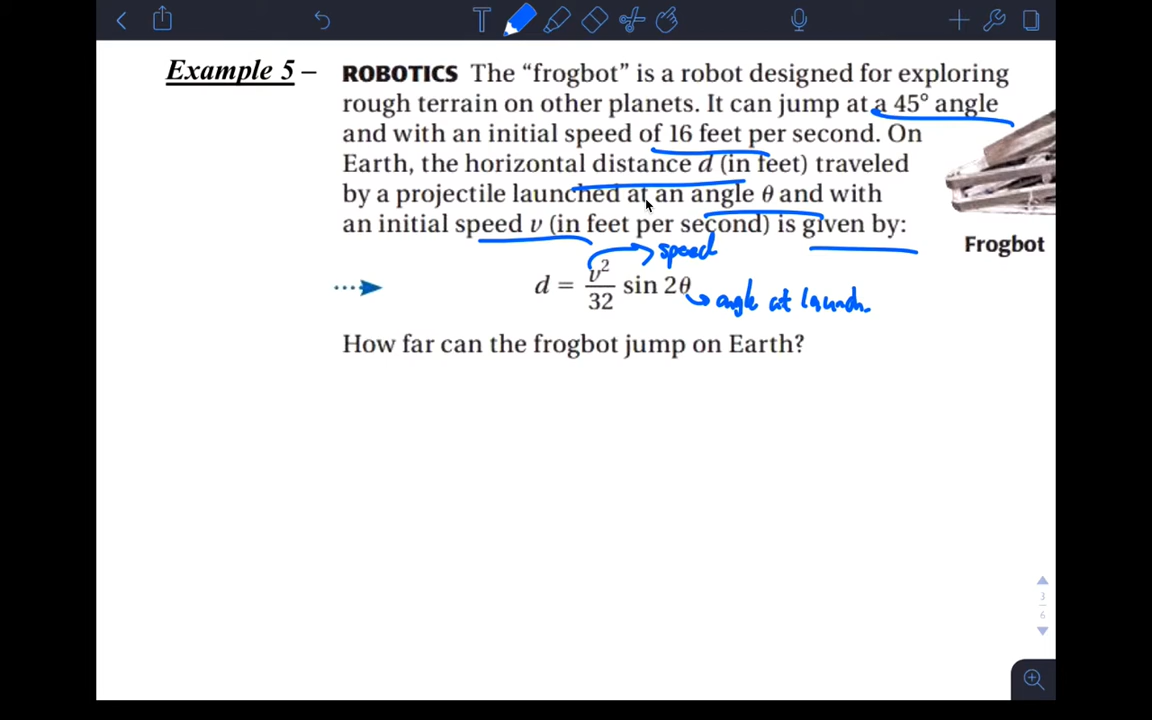 Example 5 –
ROBOTICS The “frogbot” is a robot designed for exploring
rough terrain on other planets. It can jump at a 45° angle
and with an initial speed of 16 feet per second. On
Earth, the horizontal distance d (in feet) traveled
by a projectile launched at an angle θ and with
an initial speed v (in feet per second) is given by:
Frogbot
speed
d = v²/32 sin 2θ
angle at launch.
How far can the frogbot jump on Earth?
3
6